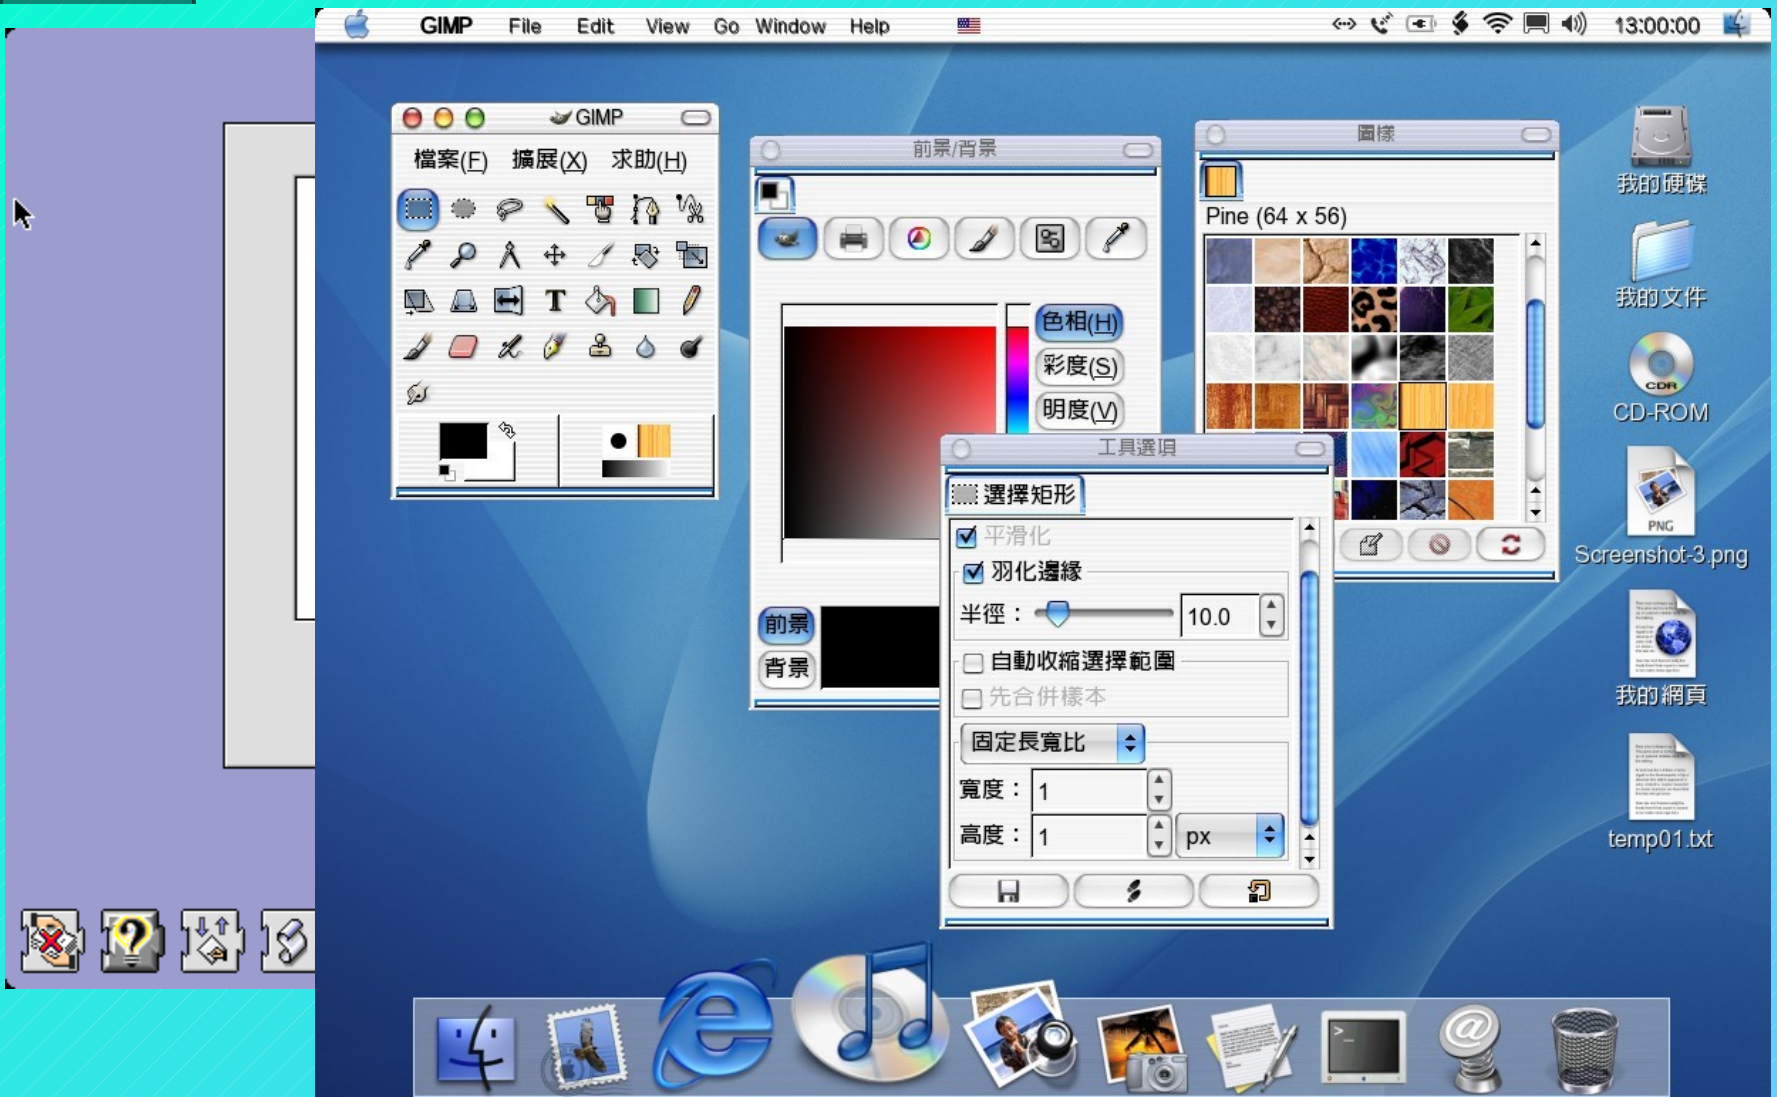 GIMP File Edit View Go Window Help 13:00:00
GIMP
檔案(F) 擴展(X) 求助(H)
前景/背景
色相(H)
彩度(S)
明度(V)
前景
背景
圖樣
Pine (64 x 56)
工具選項
選擇矩形
平滑化
羽化邊緣
半徑： 10.0
自動收縮選擇範圍
先合併樣本
固定長寬比
寬度： 1
高度： 1 px
我的硬碟
我的文件
CDR
CD-ROM
PNG
Screenshot-3.png
我的網頁
temp01.txt